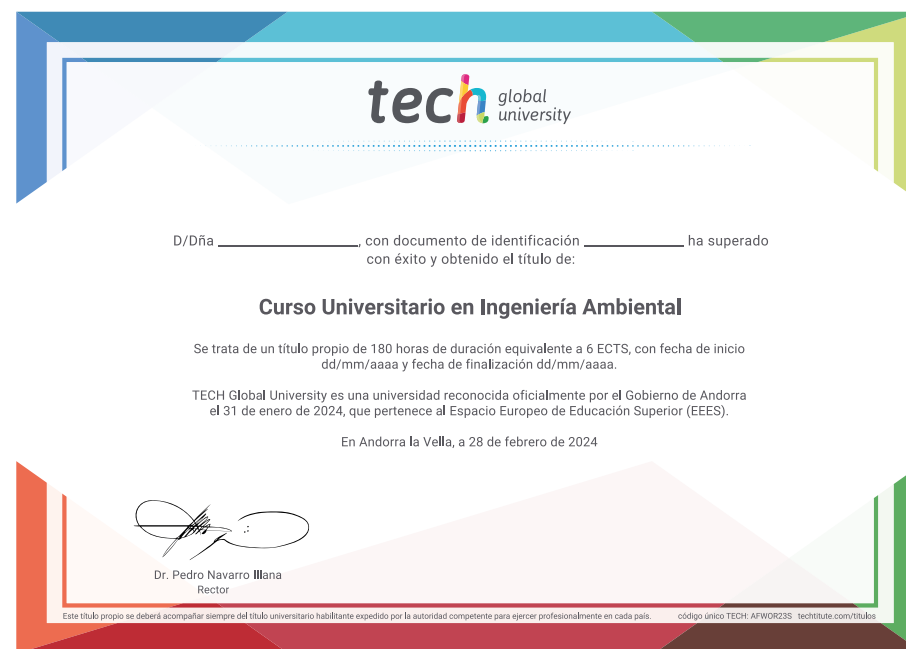 tech global university
D/Dña ____________________, con documento de identificación ______________ ha superado
con éxito y obtenido el título de:
Curso Universitario en Ingeniería Ambiental
Se trata de un título propio de 180 horas de duración equivalente a 6 ECTS, con fecha de inicio
dd/mm/aaaa y fecha de finalización dd/mm/aaaa.
TECH Global University es una universidad reconocida oficialmente por el Gobierno de Andorra
el 31 de enero de 2024, que pertenece al Espacio Europeo de Educación Superior (EEES).
En Andorra la Vella, a 28 de febrero de 2024
Dr. Pedro Navarro Illana
Rector
Este título propio se deberá acompañar siempre del título universitario habilitante expedido por la autoridad competente para ejercer profesionalmente en cada país. código único TECH: AFWOR23S techtitute.com/titulos